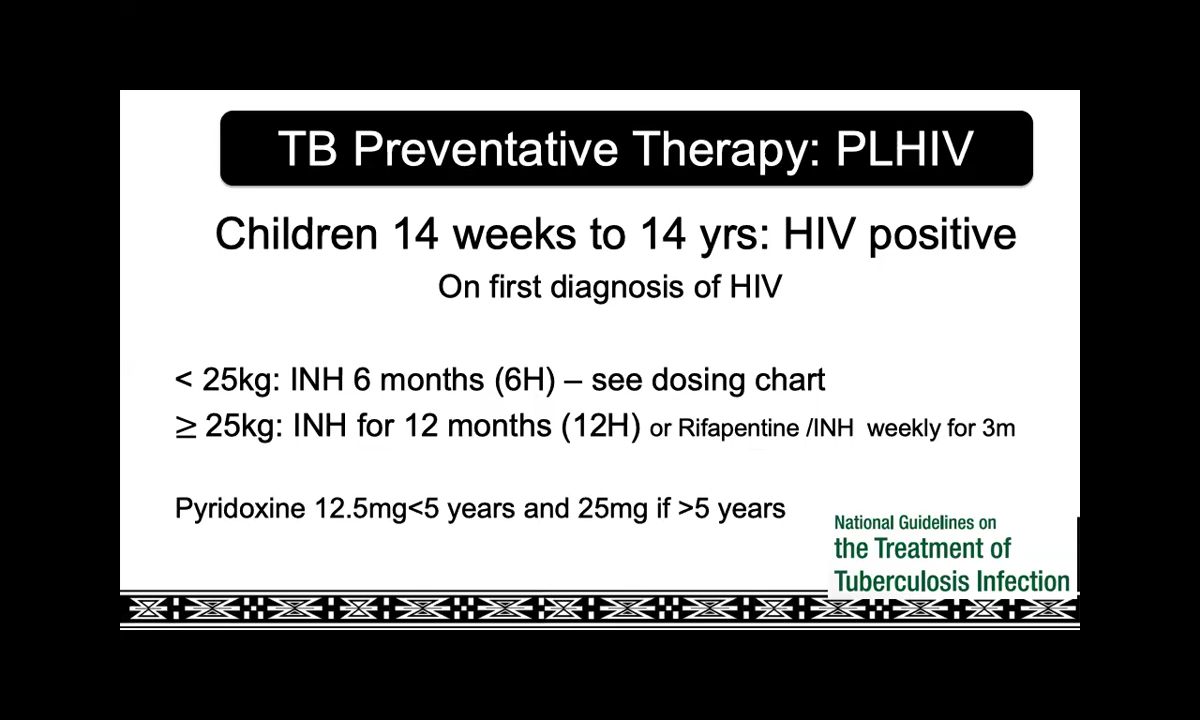 TB Preventative Therapy: PLHIV
Children 14 weeks to 14 yrs: HIV positive
On first diagnosis of HIV
< 25kg: INH 6 months (6H) – see dosing chart
≥ 25kg: INH for 12 months (12H) or Rifapentine /INH weekly for 3m
Pyridoxine 12.5mg<5 years and 25mg if >5 years
National Guidelines on
the Treatment of
Tuberculosis Infection